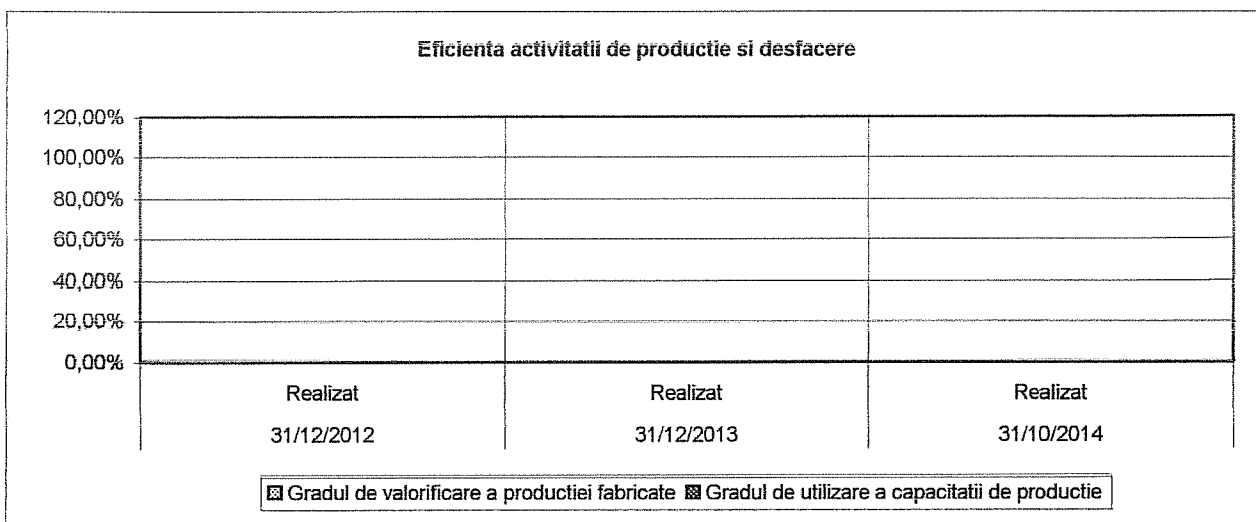 Eficienta activitatii de productie si desfacere
120,00%
100,00%
80,00%
60,00%
40,00%
20,00%
0,00%
Realizat Realizat Realizat
31/12/2012 31/12/2013 31/10/2014
Gradul de valorificare a productiei fabricate Gradul de utilizare a capacitatii de productie